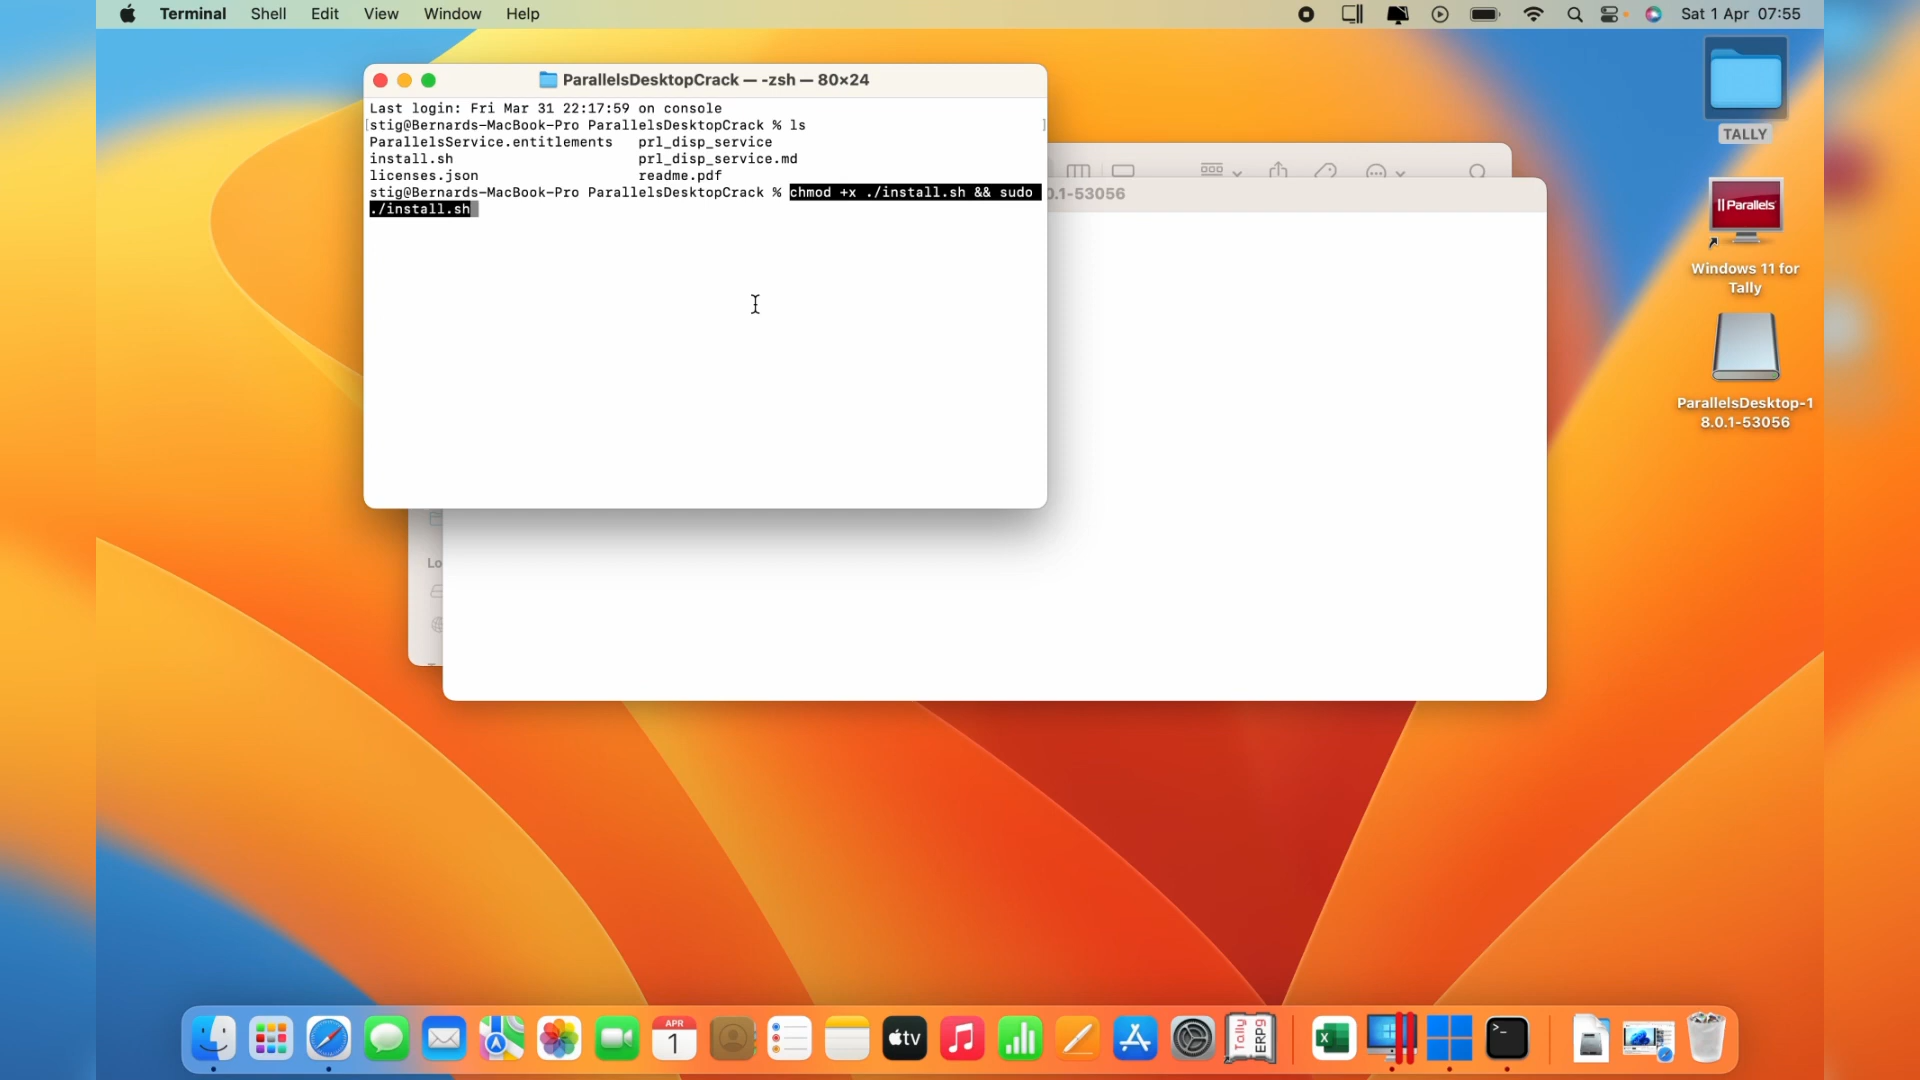 Terminal Shell Edit View Window Help Sat 1 Apr 07:55
ParallelsDesktopCrack — -zsh — 80×24
Last login: Fri Mar 31 22:17:59 on console
[stig@Bernards-MacBook-Pro ParallelsDesktopCrack % ls ]
ParallelsService.entitlements prl_disp_service
install.sh prl_disp_service.md
licenses.json readme.pdf
stig@Bernards-MacBook-Pro ParallelsDesktopCrack % chmod +x ./install.sh && sudo
./install.sh
0.1-53056
Lo
TALLY
Parallels
Windows 11 for
Tally
ParallelsDesktop-1
8.0.1-53056
APR
1
tv
Tally
ERP9
X
>_